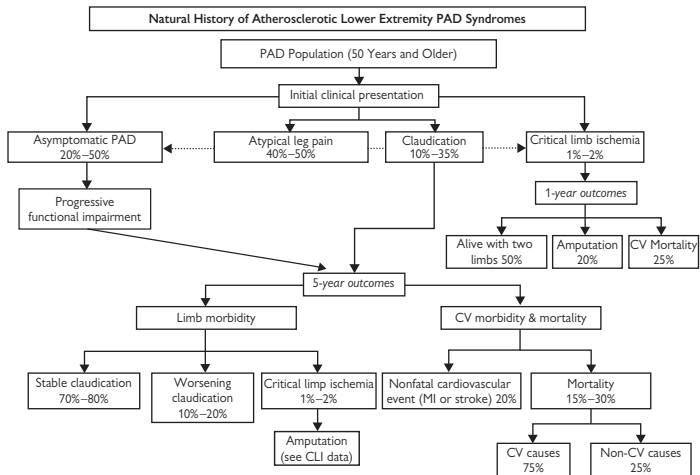 Natural History of Atherosclerotic Lower Extremity PAD Syndromes
PAD Population (50 Years and Older)
Initial clinical presentation
Asymptomatic PAD
20%–50%
Atypical leg pain
40%–50%
Claudication
10%–35%
Critical limb ischemia
1%–2%
Progressive
functional impairment
1-year outcomes
Alive with two
limbs 50%
Amputation
20%
CV Mortality
25%
5-year outcomes
Limb morbidity
CV morbidity & mortality
Stable claudication
70%–80%
Worsening
claudication
10%–20%
Critical limp ischemia
1%–2%
Nonfatal cardiovascular
event (MI or stroke) 20%
Mortality
15%–30%
Amputation
(see CLI data)
CV causes
75%
Non-CV causes
25%